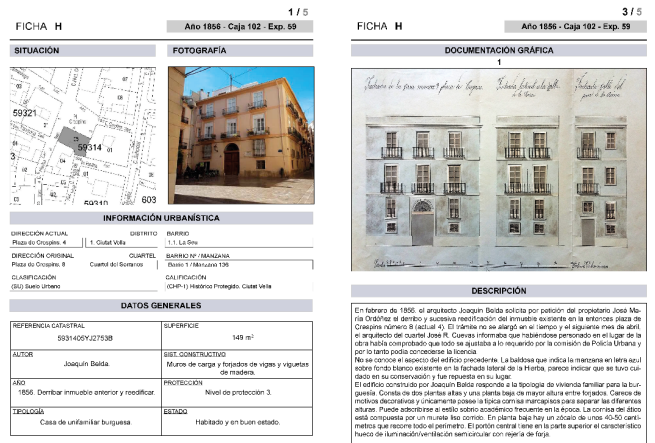 1 / 5
FICHA H
Año 1856 - Caja 102 - Exp. 59
SITUACIÓN
FOTOGRAFÍA
59321
59314
603
INFORMACIÓN URBANÍSTICA
DIRECCIÓN ACTUAL
DISTRITO
BARRIO
Plaza de Crespins. 4
1. Ciutat Vella
1.1. La Seu
DIRECCIÓN ORIGINAL
CUARTEL
BARRIO Nº / MANZANA
Plaza de Crespins. 8
Cuartel del Serranos
Barrio 1 / Manzana 136
CLASIFICACIÓN
CALIFICACIÓN
(SU) Suelo Urbano
(CHP-1) Histórico Protegido. Ciutat Vella
DATOS GENERALES
REFERENCIA CATASTRAL
SUPERFICIE
5931405YJ2753B
149 m²
AUTOR
SIST. CONSTRUCTIVO
Joaquín Belda.
Muros de carga y forjados de vigras y viguetas
de madera.
AÑO
PROTECCIÓN
1856. Derribar inmueble anterior y reedificar.
Nivel de protección 3.
TIPOLOGÍA
ESTADO
Casa de unifamiliar burguesa.
Habitado y en buen estado.
3 / 5
FICHA H
Año 1856 - Caja 102 - Exp. 59
DOCUMENTACIÓN GRÁFICA
1
DESCRIPCIÓN
En febrero de 1856, el arquitecto Joaquín Belda solicita por petición del propietario José Ma-
ría Ordóñez el derribo y sucesiva reedificación del inmueble existente en la entonces plaza de
Crespins número 8 (actual 4). El trámite no se alargó en el tiempo y el siguiente mes de abril,
el arquitecto del cuartel José R. Cuevas informaba que habiéndose personado en el lugar de la
obra había comprobado que todo se ajustaba a lo requerido por la comisión de Policía Urbana y
por lo tanto podía concederse la licencia.
No se conoce el aspecto del edificio precedente. La baldosa que indica la manzana en letra azul
sobre fondo blanco existente en la fachada lateral de la Hierba, parece indicar que se tuvo cui-
dado en su conservación y fue repuesta en su lugar.
El edificio construido por Joaquín Belda responde a la tipología de vivienda familiar para la bur-
guesía. Consta de dos plantas altas y una planta baja de mayor altura entre forjados. Carece de
motivos decorativos y únicamente posee la típica cornisa marcapisos para separar las diferentes
alturas. Puede adscribirse al estilo sobrio académico frecuente en la época. La cornisa del ático
está compuesta por un murete liso corrido. En planta baja hay un zócalo de unos 40-50 centí-
metros que recorre todo el perímetro. El portón central tiene en la parte superior el característico
hueco de iluminación/ventilación semicircular con rejería de forja.